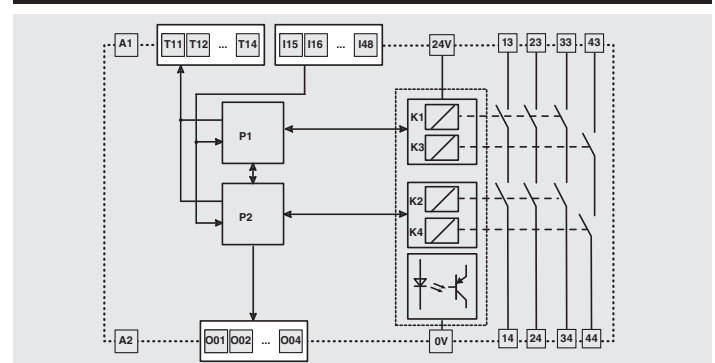 A1 T11 T12 ... T14 I15 I16 ... I48 24V 13 23 33 43
K1
P1
K3
K2
P2
K4
A2 O01 O02 ... O04 0V 14 24 34 44